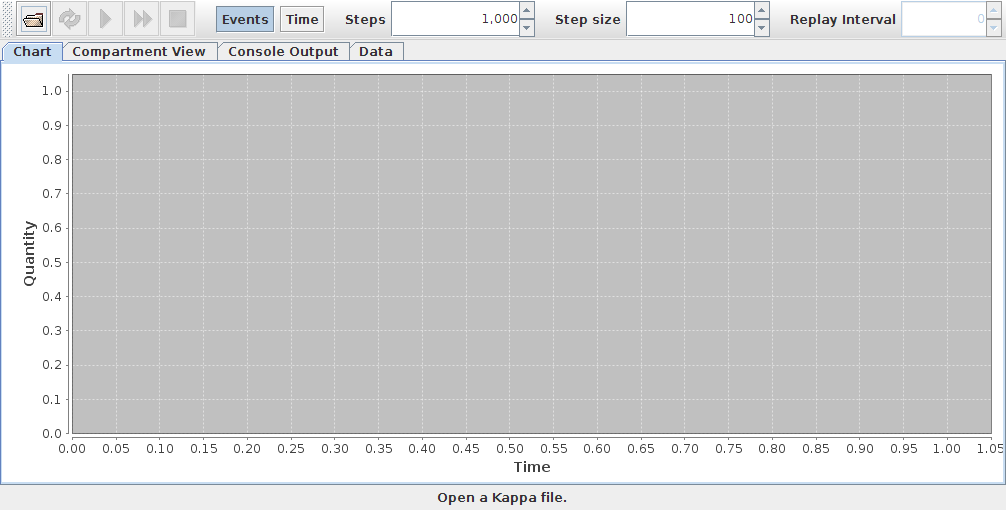 Events Time Steps 1,000 Step size 100 Replay Interval 0
Chart Compartment View Console Output Data
1.0
0.9
0.8
0.7
0.6
0.5
0.4
0.3
0.2
0.1
0.0
Quantity
0.00 0.05 0.10 0.15 0.20 0.25 0.30 0.35 0.40 0.45 0.50 0.55 0.60 0.65 0.70 0.75 0.80 0.85 0.90 0.95 1.00 1.05
Time
Open a Kappa file.